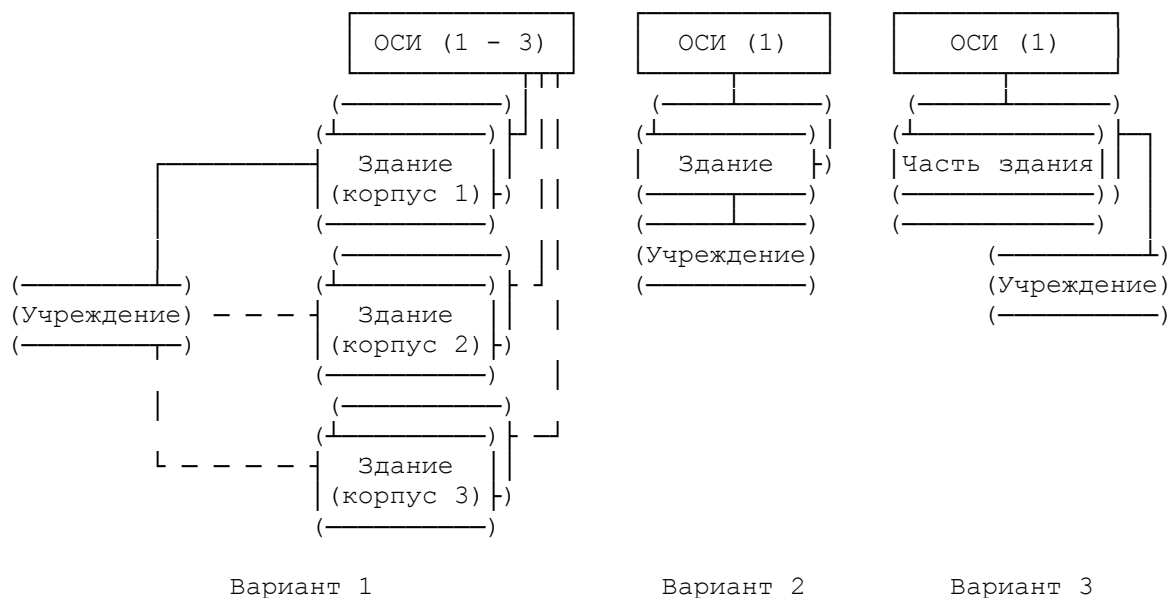 ОСИ (1 - 3) ОСИ (1) ОСИ (1)
Здание Здание Часть здания
(корпус 1)
(Учреждение)
(Учреждение) Здание (Учреждение)
(корпус 2)
Здание
(корпус 3)
Вариант 1 Вариант 2 Вариант 3